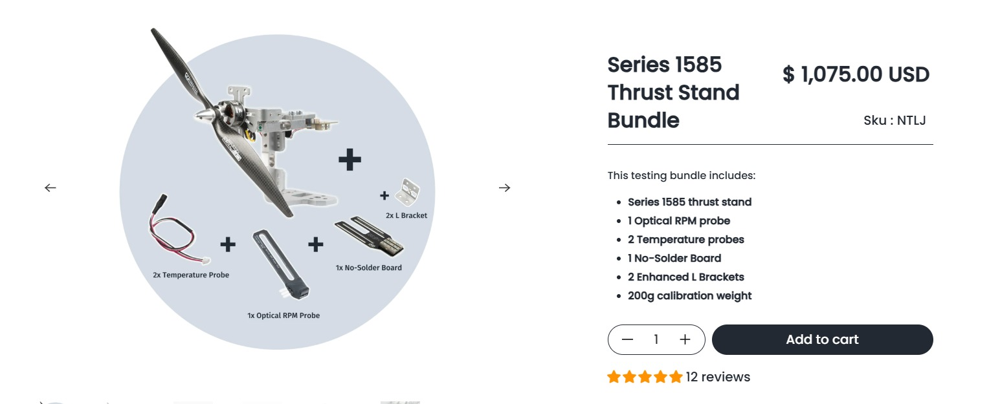 Series 1585
Thrust Stand
Bundle
$ 1,075.00 USD
Sku : NTLJ
This testing bundle includes:
Series 1585 thrust stand
1 Optical RPM probe
2 Temperature probes
1 No-Solder Board
2 Enhanced L Brackets
200g calibration weight
1
Add to cart
12 reviews
2x L Bracket
1x No-Solder Board
2x Temperature Probe
1x Optical RPM Probe